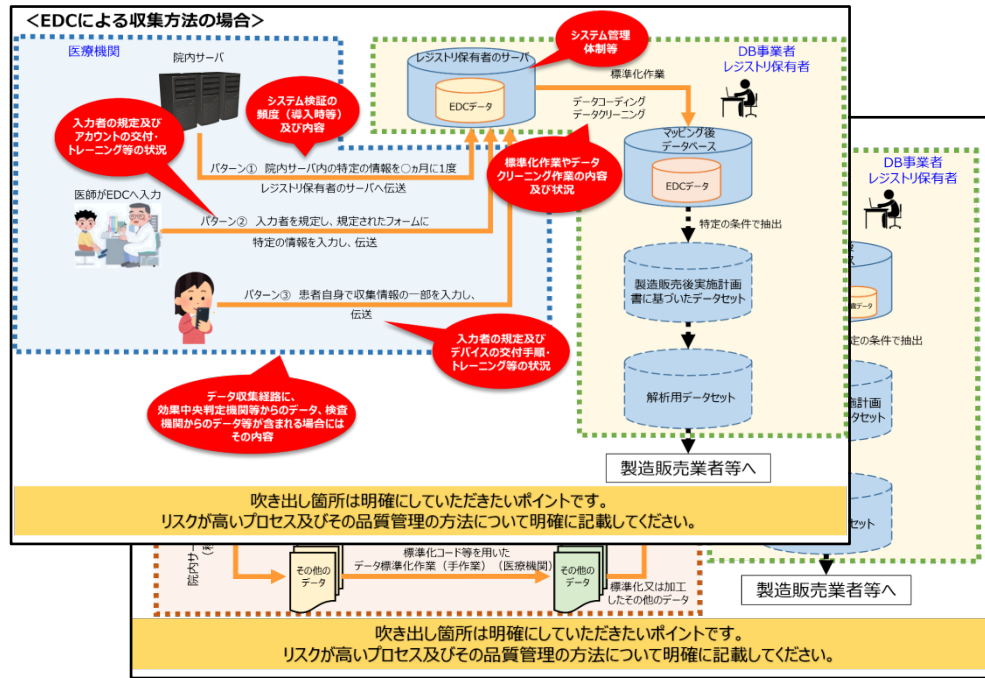 ＜EDCによる収集方法の場合＞
医療機関
院内サーバ
システム検証の
頻度（導入時等）
及び内容
入力者の規定及び
アカウントの交付・
トレーニング等の状況
パターン①　院内サーバ内の特定の情報を○ヵ月に1度
レジストリ保有者のサーバへ伝送
医師がEDCへ入力
パターン②　入力者を規定し、規定されたフォームに
特定の情報を入力し、伝送
パターン③　患者自身で収集情報の一部を入力し、
伝送
入力者の規定及び
デバイスの交付手順・
トレーニング等の状況
データ収集経路に、
効果中央判定機関等からのデータ、検査
機関からのデータ等が含まれる場合には
その内容
レジストリ保有者のサーバ
EDCデータ
システム管理
体制等
標準化作業
データコーディング
データクリーニング
標準化作業やデータ
クリーニング作業の内容
及び状況
DB事業者
レジストリ保有者
マッピング後
データベース
EDCデータ
特定の条件で抽出
製造販売後実施計画
書に基づいたデータセット
解析用データセット
製造販売業者等へ
吹き出し箇所は明確にしていただきたいポイントです。
リスクが高いプロセス及びその品質管理の方法について明確に記載してください。
DB事業者
レジストリ保有者
データ
定の条件で抽出
施計画
タセット
セット
製造販売業者等へ
院内サー
その他の
データ
標準化コード等を用いた
データ標準化作業（手作業）（医療機関）
その他の
データ
標準化又は加工
したその他のデータ
吹き出し箇所は明確にしていただきたいポイントです。
リスクが高いプロセス及びその品質管理の方法について明確に記載してください。